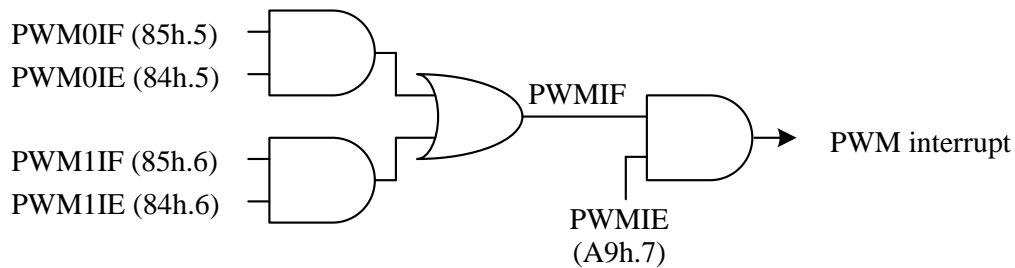 PWM0IF (85h.5)
PWM0IE (84h.5)
PWMIF
PWM1IF (85h.6)
PWM1IE (84h.6)
PWM interrupt
PWMIE
(A9h.7)